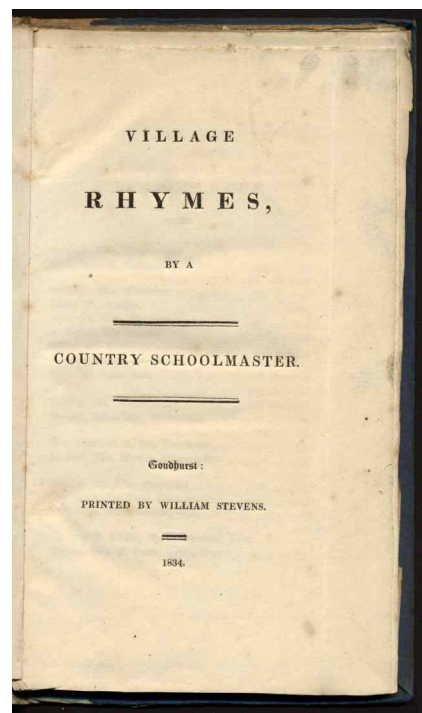 VILLAGE
RHYMES,
BY A
COUNTRY SCHOOLMASTER.
Goudhurst:
PRINTED BY WILLIAM STEVENS.
1834.